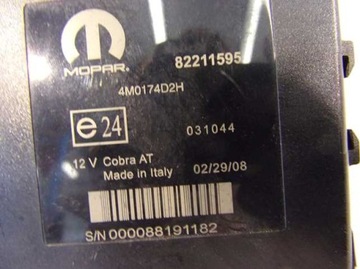 MOPAR.
82211595
4M0174D2H
e24
031044
12 V Cobra AT
Made in Italy 02/29/08
S/N 000088191182